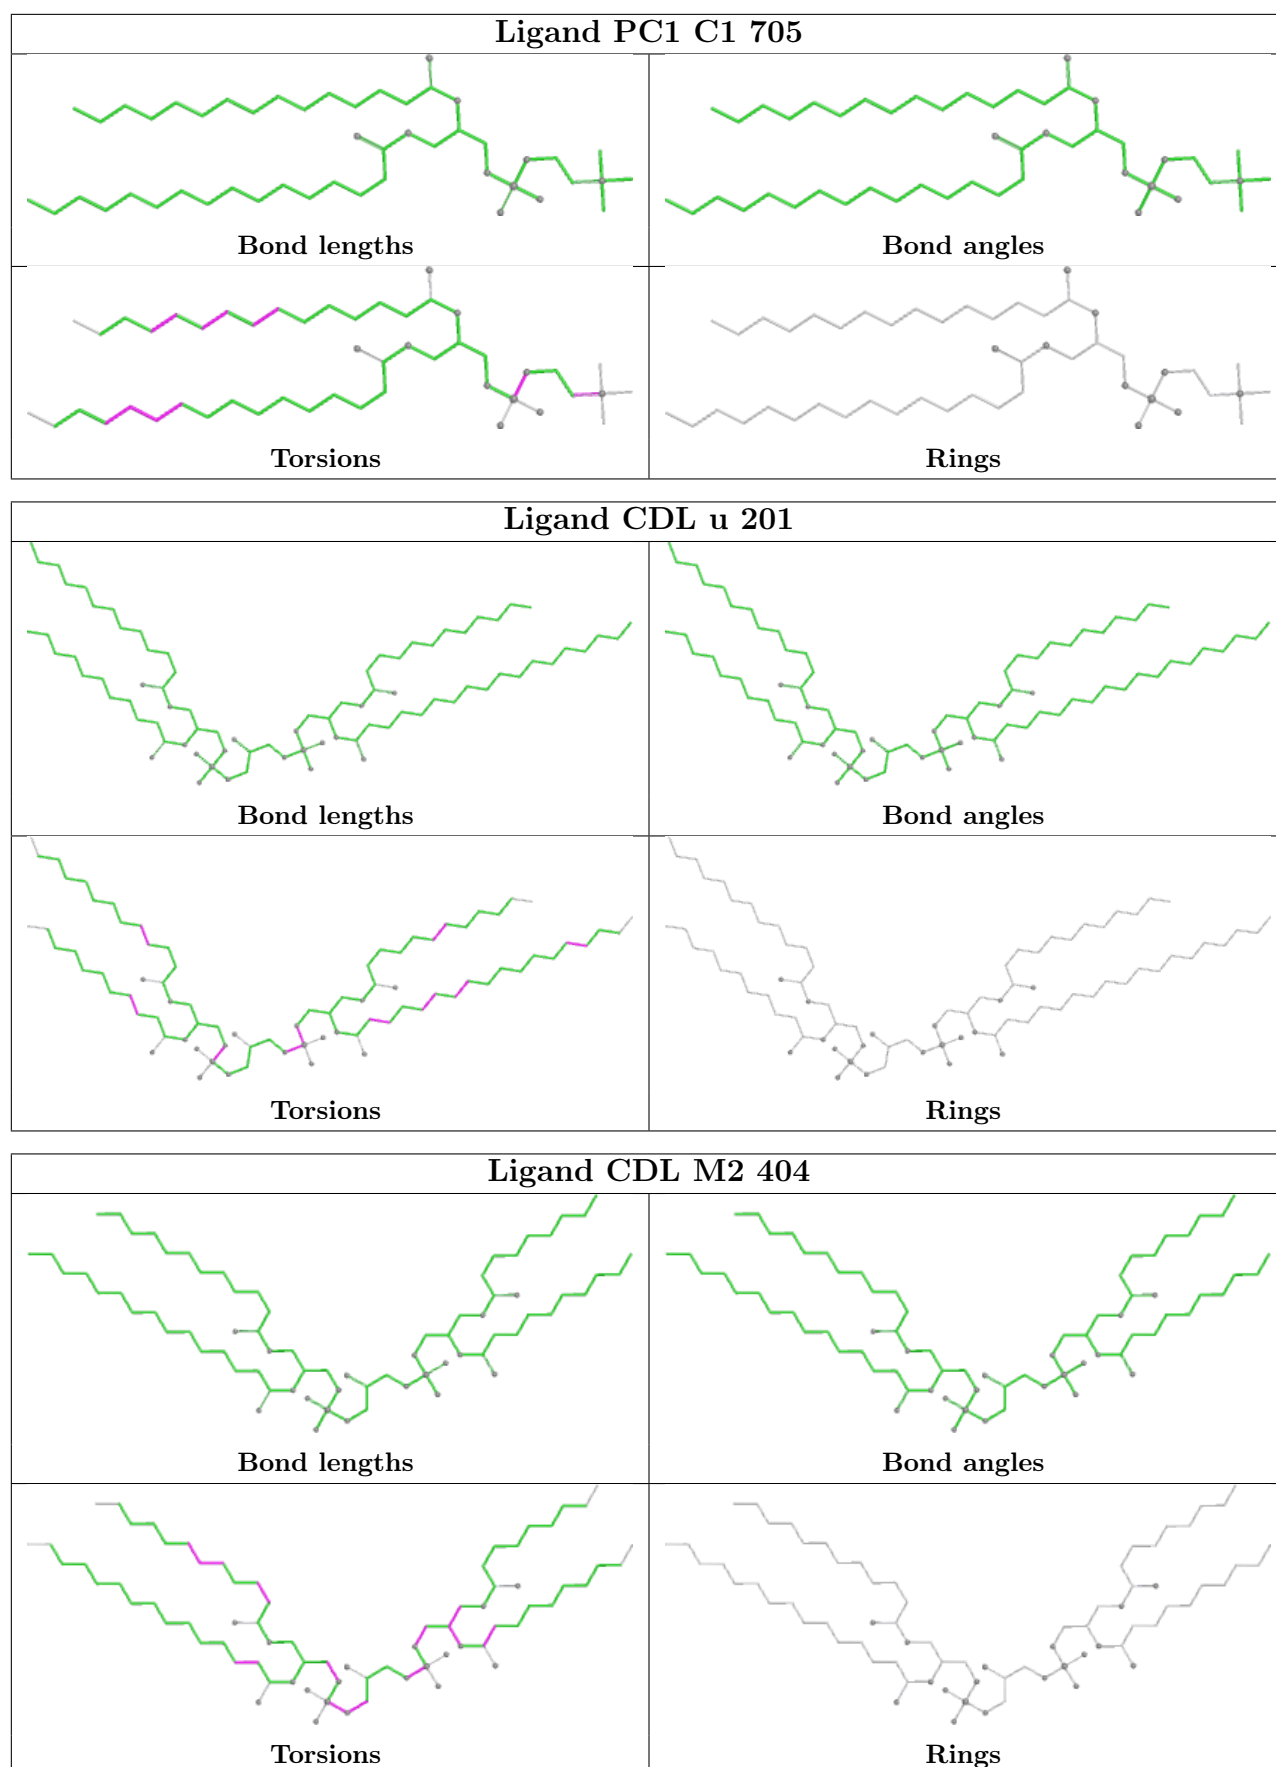 Ligand PC1 C1 705
Bond lengths
Bond angles
Torsions
Rings
Ligand CDL u 201
Bond lengths
Bond angles
Torsions
Rings
Ligand CDL M2 404
Bond lengths
Bond angles
Torsions
Rings